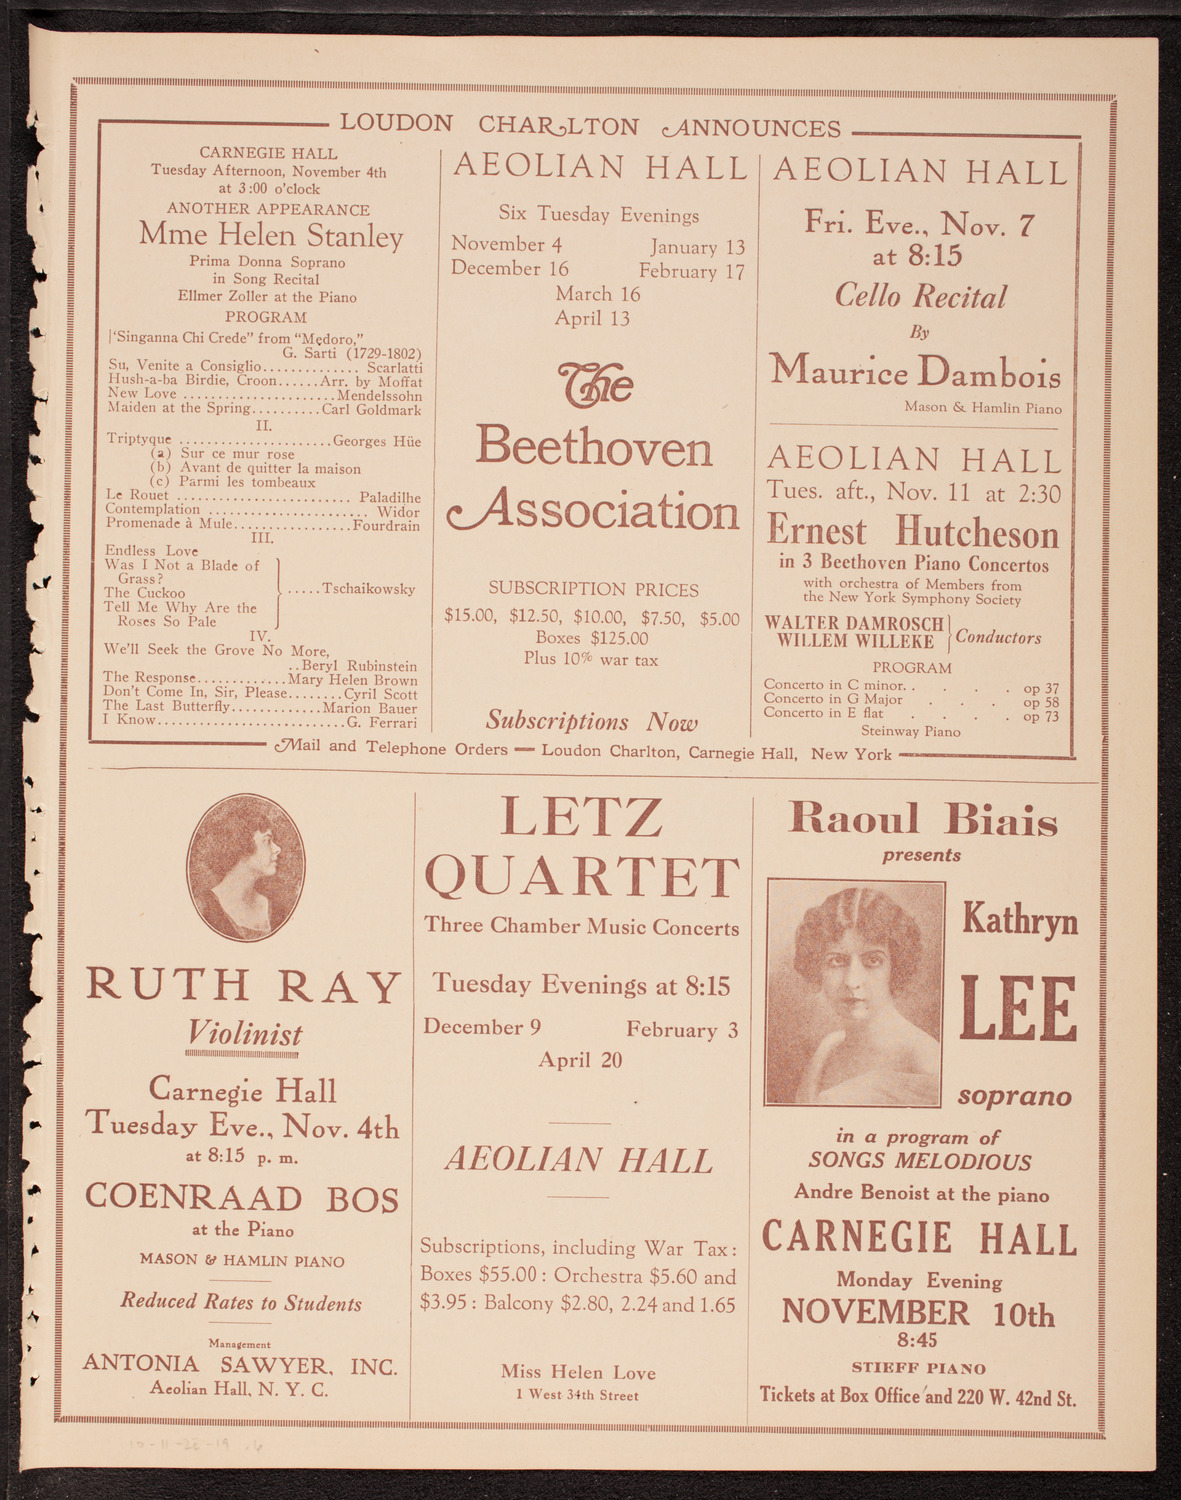 LOUDON CHARLTON ANNOUNCES
CARNEGIE HALL
Tuesday Afternoon, November 4th
at 3:00 o'clock
ANOTHER APPEARANCE
Mme Helen Stanley
Prima Donna Soprano
in Song Recital
Ellmer Zoller at the Piano
PROGRAM
"Singanna Chi Crede" from "Medoro,"
G. Sarti (1729-1802)
Su, Venite a Consiglio.............. Scarlatti
Hush-a-ba Birdie, Croon......Arr. by Moffat
New Love ......................Mendelssohn
Maiden at the Spring..........Carl Goldmark
II.
Triptyque ......................Georges Hüe
(a) Sur ce mur rose
(b) Avant de quitter la maison
(c) Parmi les tombeaux
Le Rouet ......................... Paladilhe
Contemplation ....................... Widor
Promenade à Mule.................Fourdrain
III.
Endless Love
Was I Not a Blade of
Grass?
The Cuckoo
Tell Me Why Are the
Roses So Pale
.....Tschaikowsky
IV.
We'll Seek the Grove No More,
..Beryl Rubinstein
The Response............Mary Helen Brown
Don't Come In, Sir, Please........Cyril Scott
The Last Butterfly.............Marion Bauer
I Know...........................G. Ferrari
AEOLIAN HALL
Six Tuesday Evenings
November 4 January 13
December 16 February 17
March 16
April 13
The
Beethoven
Association
SUBSCRIPTION PRICES
$15.00, $12.50, $10.00, $7.50, $5.00
Boxes $125.00
Plus 10% war tax
Subscriptions Now
AEOLIAN HALL
Fri. Eve., Nov. 7
at 8:15
Cello Recital
By
Maurice Dambois
Mason & Hamlin Piano
AEOLIAN HALL
Tues. aft., Nov. 11 at 2:30
Ernest Hutcheson
in 3 Beethoven Piano Concertos
with orchestra of Members from
the New York Symphony Society
WALTER DAMROSCH
WILLEM WILLEKE
Conductors
PROGRAM
Concerto in C minor. . . . . op 37
Concerto in G Major . . . op 58
Concerto in E flat . . . . op 73
Steinway Piano
Mail and Telephone Orders — Loudon Charlton, Carnegie Hall, New York
RUTH RAY
Violinist
Carnegie Hall
Tuesday Eve., Nov. 4th
at 8:15 p. m.
COENRAAD BOS
at the Piano
MASON & HAMLIN PIANO
Reduced Rates to Students
Management
ANTONIA SAWYER, INC.
Aeolian Hall, N. Y. C.
LETZ
QUARTET
Three Chamber Music Concerts
Tuesday Evenings at 8:15
December 9 February 3
April 20
AEOLIAN HALL
Subscriptions, including War Tax:
Boxes $55.00 : Orchestra $5.60 and
$3.95 : Balcony $2.80, 2.24 and 1.65
Miss Helen Love
1 West 34th Street
Raoul Biais
presents
Kathryn
LEE
soprano
in a program of
SONGS MELODIOUS
Andre Benoist at the piano
CARNEGIE HALL
Monday Evening
NOVEMBER 10th
8:45
STIEFF PIANO
Tickets at Box Office and 220 W. 42nd St.